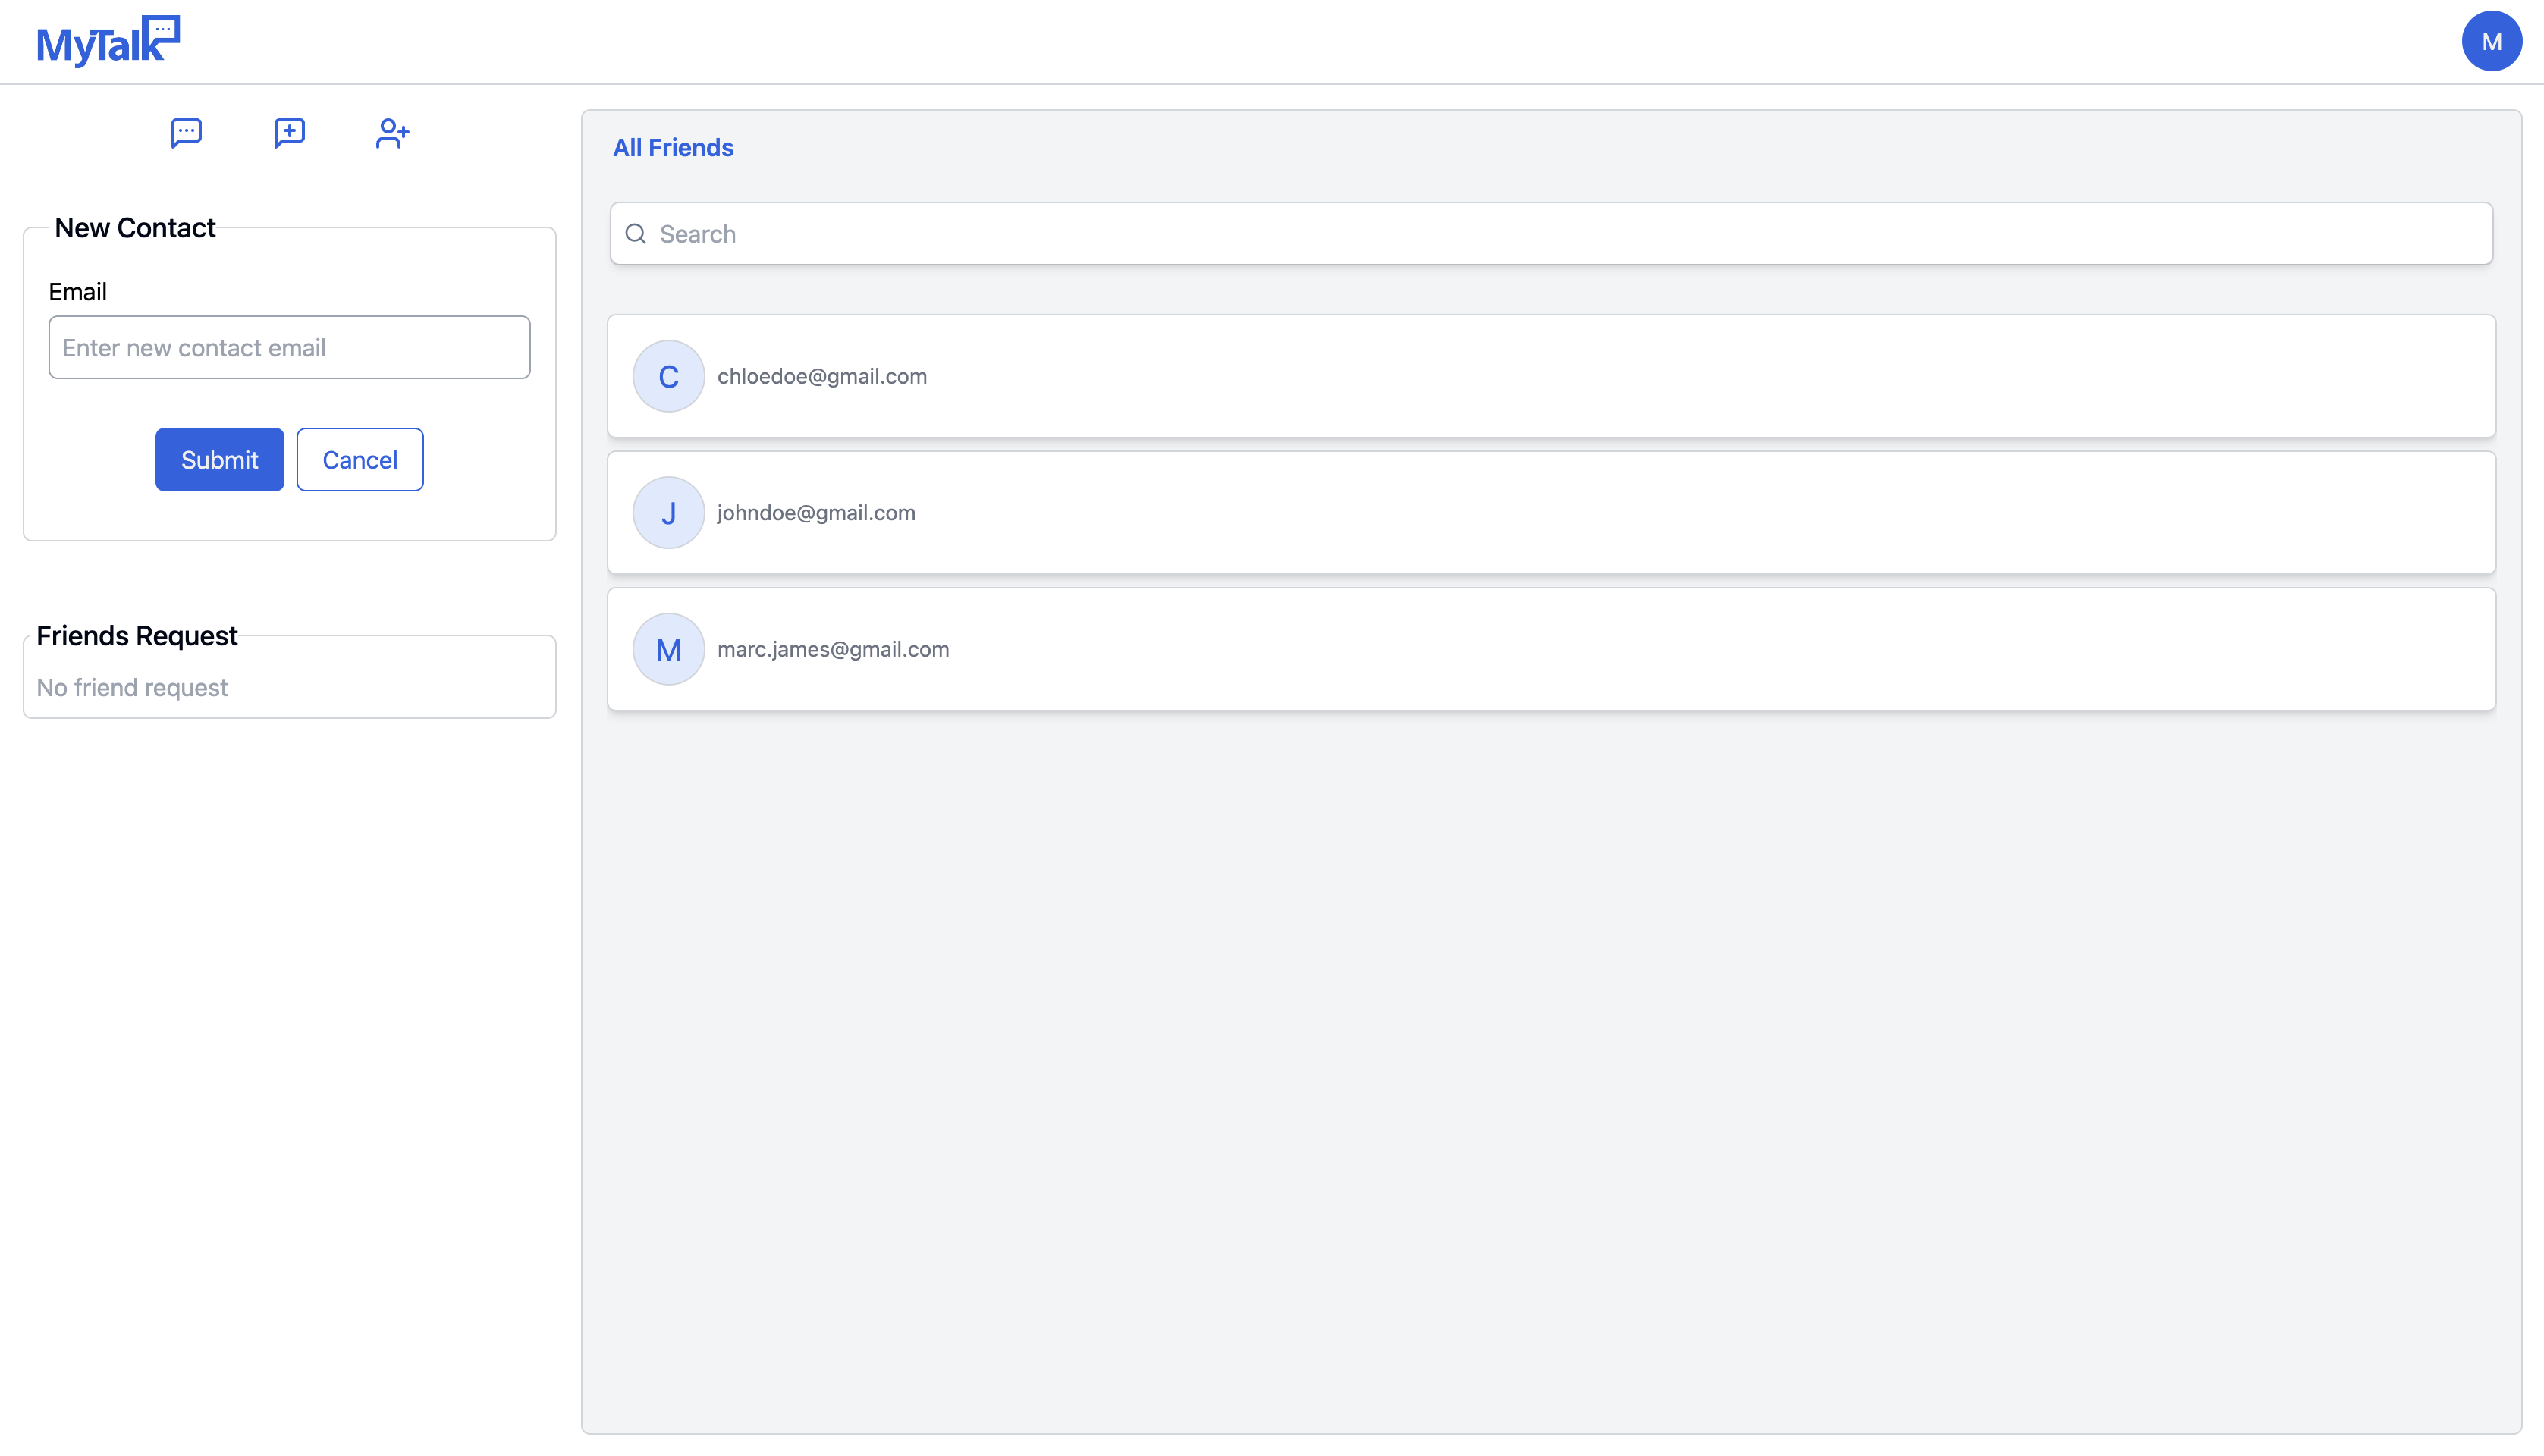 MyTalk
M
New Contact
Email
Enter new contact email
Submit
Cancel
Friends Request
No friend request
All Friends
Search
C
chloedoe@gmail.com
J
johndoe@gmail.com
M
marc.james@gmail.com